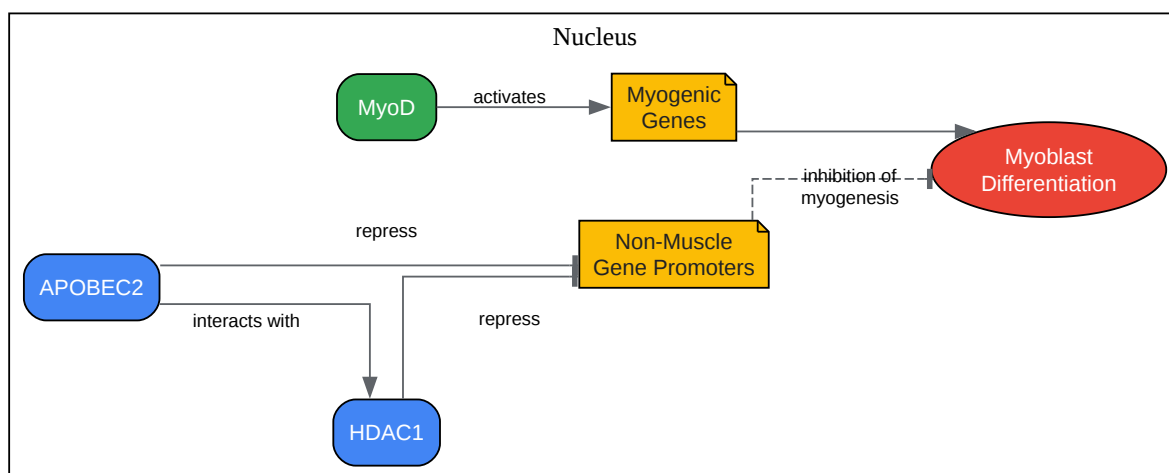 Nucleus
MyoD
activates
Myogenic
Genes
Myoblast
Differentiation
inhibition of
myogenesis
repress
Non-Muscle
Gene Promoters
APOBEC2
interacts with
repress
HDAC1